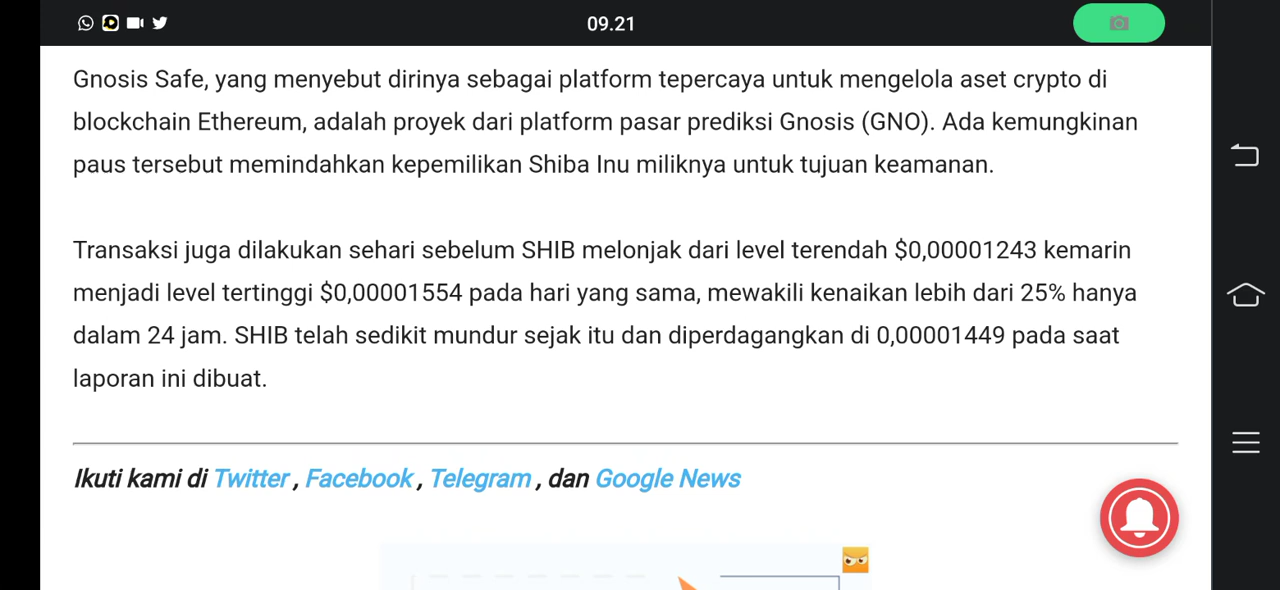 09.21
Gnosis Safe, yang menyebut dirinya sebagai platform tepercaya untuk mengelola aset crypto di
blockchain Ethereum, adalah proyek dari platform pasar prediksi Gnosis (GNO). Ada kemungkinan
paus tersebut memindahkan kepemilikan Shiba Inu miliknya untuk tujuan keamanan.
Transaksi juga dilakukan sehari sebelum SHIB melonjak dari level terendah $0,00001243 kemarin
menjadi level tertinggi $0,00001554 pada hari yang sama, mewakili kenaikan lebih dari 25% hanya
dalam 24 jam. SHIB telah sedikit mundur sejak itu dan diperdagangkan di 0,00001449 pada saat
laporan ini dibuat.
Ikuti kami di Twitter , Facebook , Telegram , dan Google News